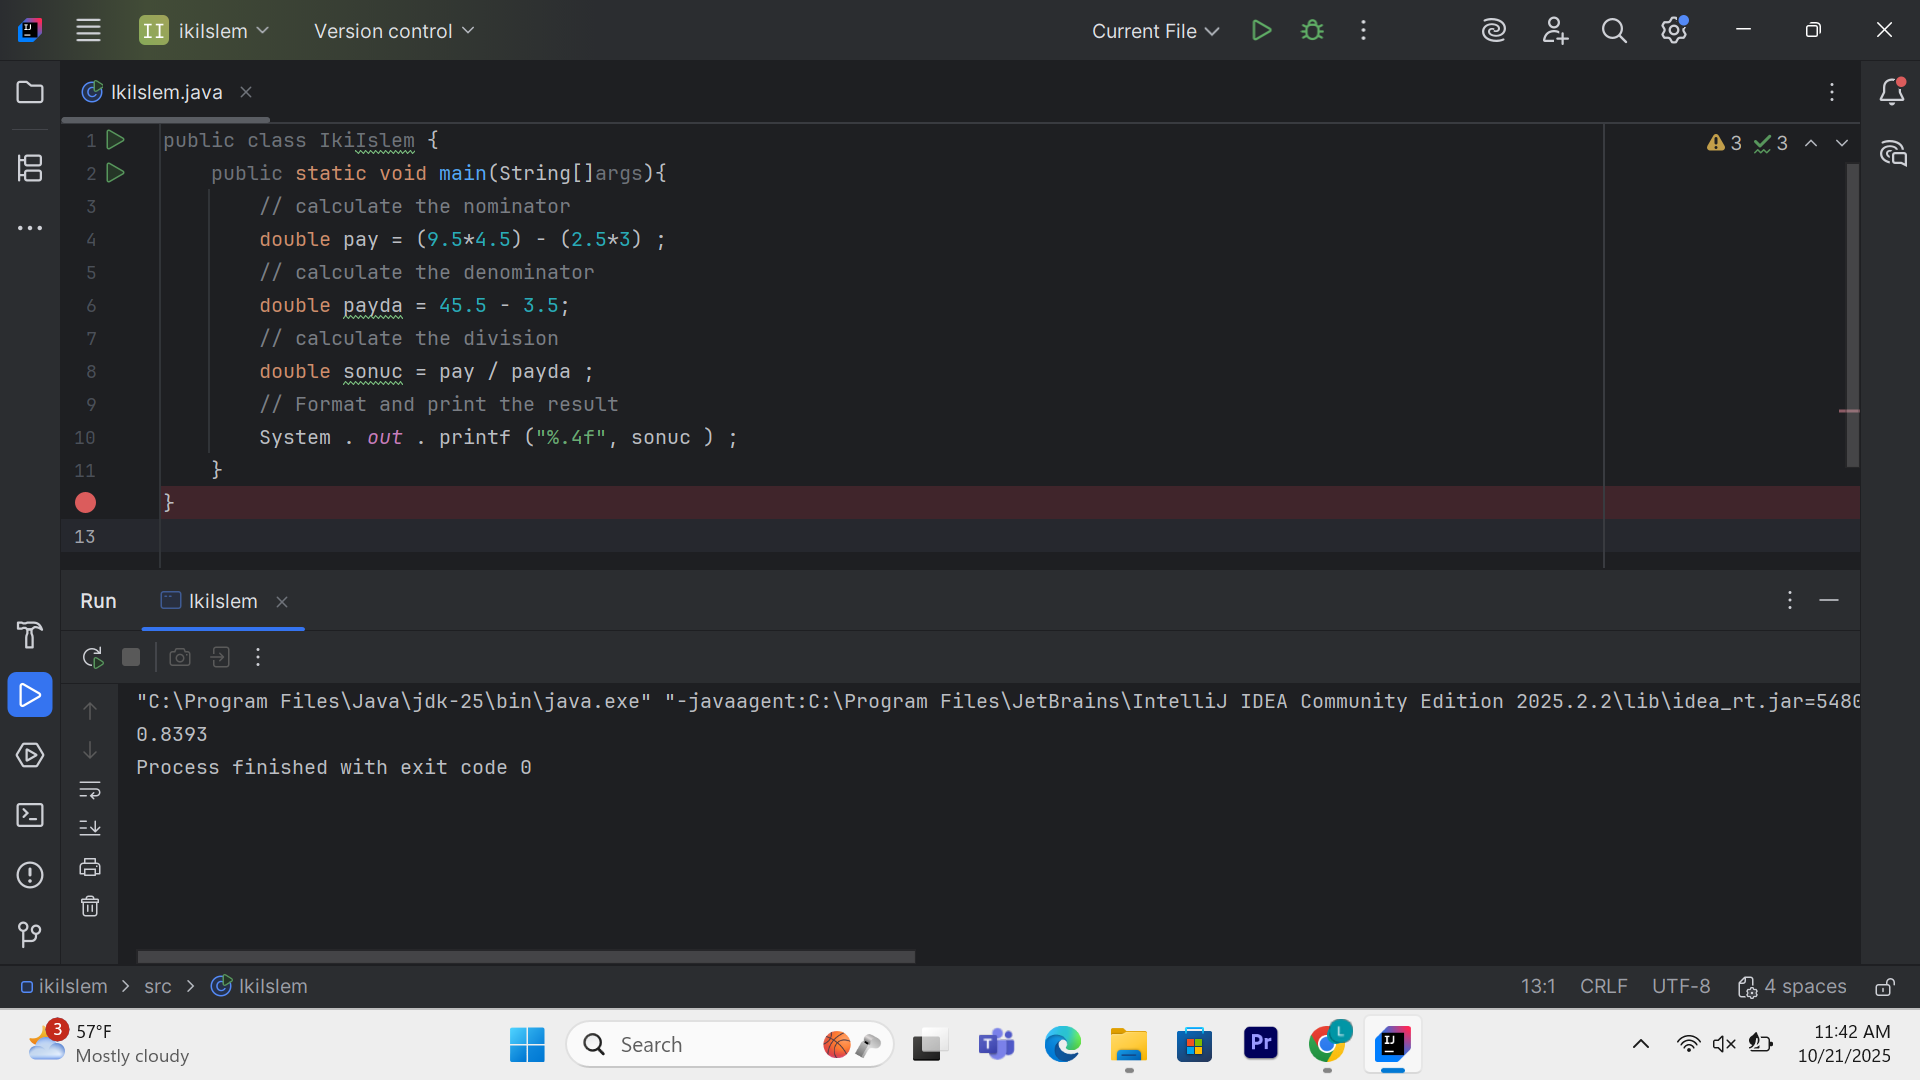 II ikiIslem Version control Current File
IkiIslem.java
1 public class IkiIslem { 3 3
2 public static void main(String[]args){
3 // calculate the nominator
4 double pay = (9.5*4.5) - (2.5*3) ;
5 // calculate the denominator
6 double payda = 45.5 - 3.5;
7 // calculate the division
8 double sonuc = pay / payda ;
9 // Format and print the result
10 System . out . printf ("%.4f", sonuc ) ;
11 }
}
13
Run IkiIslem
"C:\Program Files\Java\jdk-25\bin\java.exe" "-javaagent:C:\Program Files\JetBrains\IntelliJ IDEA Community Edition 2025.2.2\lib\idea_rt.jar=5480
0.8393
Process finished with exit code 0
ikiIslem > src > IkiIslem 13:1 CRLF UTF-8 4 spaces
3 57°F
Mostly cloudy
Search
T
Pr
L
IJ
11:42 AM
10/21/2025